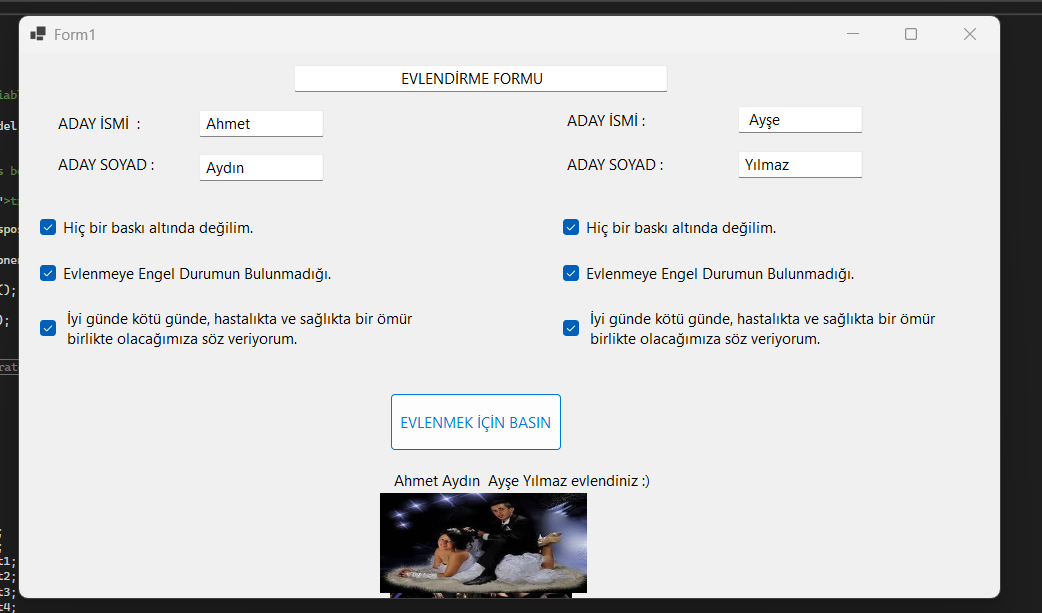 Form1
EVLENDİRME FORMU
ADAY İSMİ :
Ahmet
ADAY İSMİ :
Ayşe
ADAY SOYAD :
Aydın
ADAY SOYAD :
Yılmaz
Hiç bir baskı altında değilim.
Hiç bir baskı altında değilim.
Evlenmeye Engel Durumun Bulunmadığı.
Evlenmeye Engel Durumun Bulunmadığı.
İyi günde kötü günde, hastalıkta ve sağlıkta bir ömür
birlikte olacağımıza söz veriyorum.
İyi günde kötü günde, hastalıkta ve sağlıkta bir ömür
birlikte olacağımıza söz veriyorum.
EVLENMEK İÇİN BASIN
Ahmet Aydın  Ayşe Yılmaz evlendiniz :)